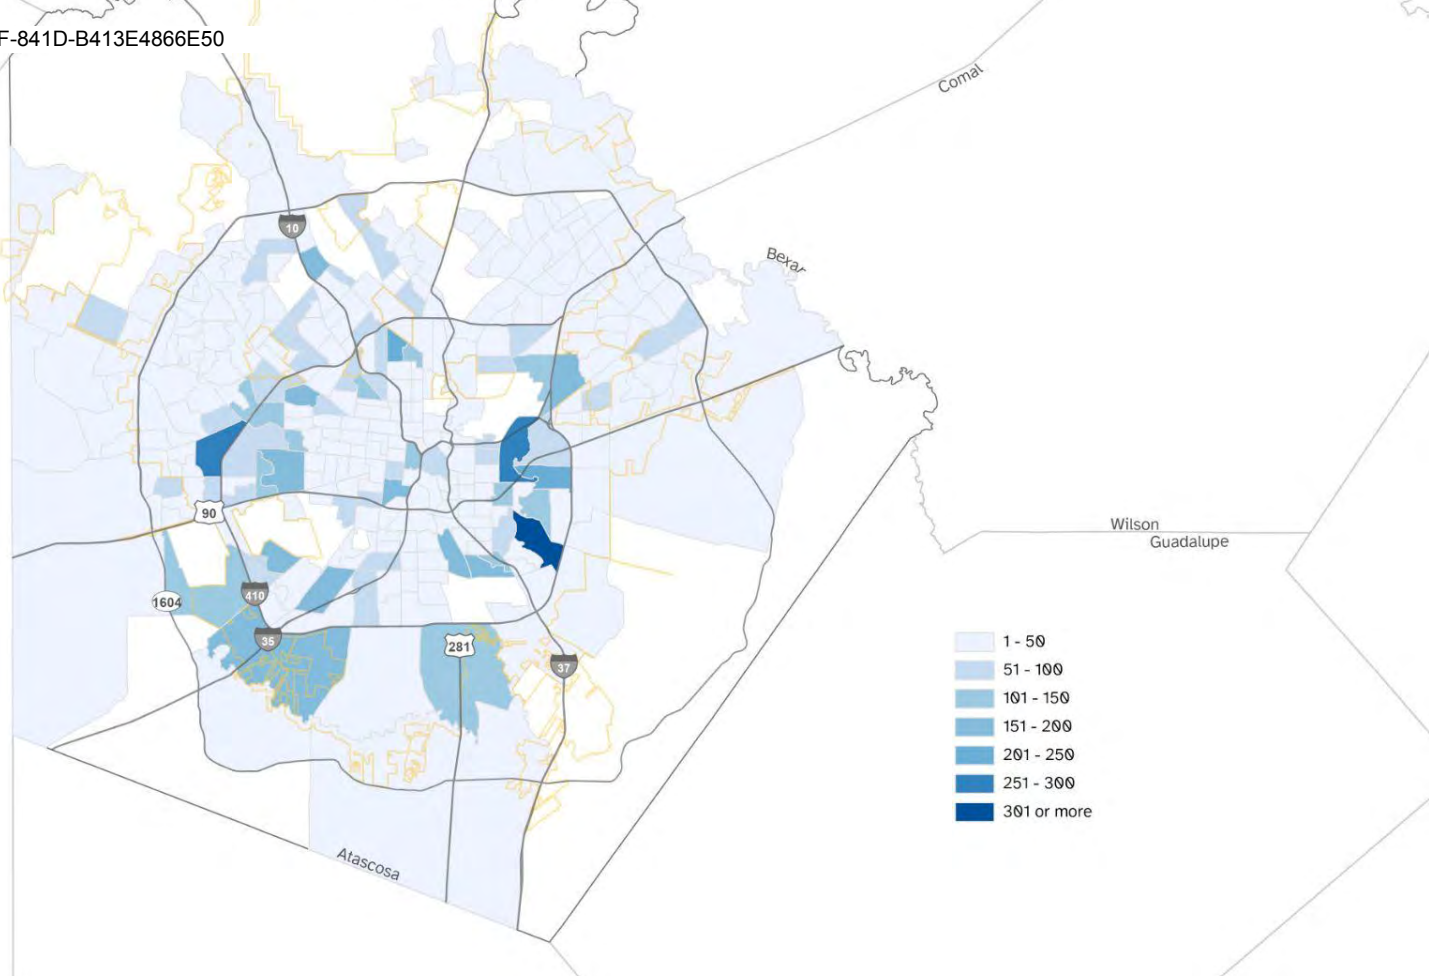 F-841D-B413E4866E50
Comal
10
Bexar
90
Wilson
Guadalupe
410
1604
35
281
37
1 - 50
51 - 100
101 - 150
151 - 200
201 - 250
251 - 300
301 or more
Atascosa